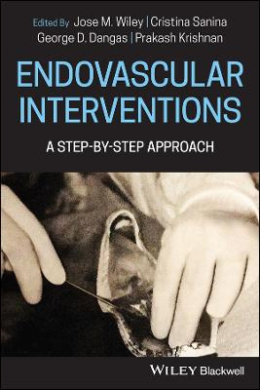 Edited By Jose M. Wiley | Cristina Sanina
George D. Dangas | Prakash Krishnan
ENDOVASCULAR
INTERVENTIONS
A STEP-BY-STEP APPROACH
WILEY Blackwell